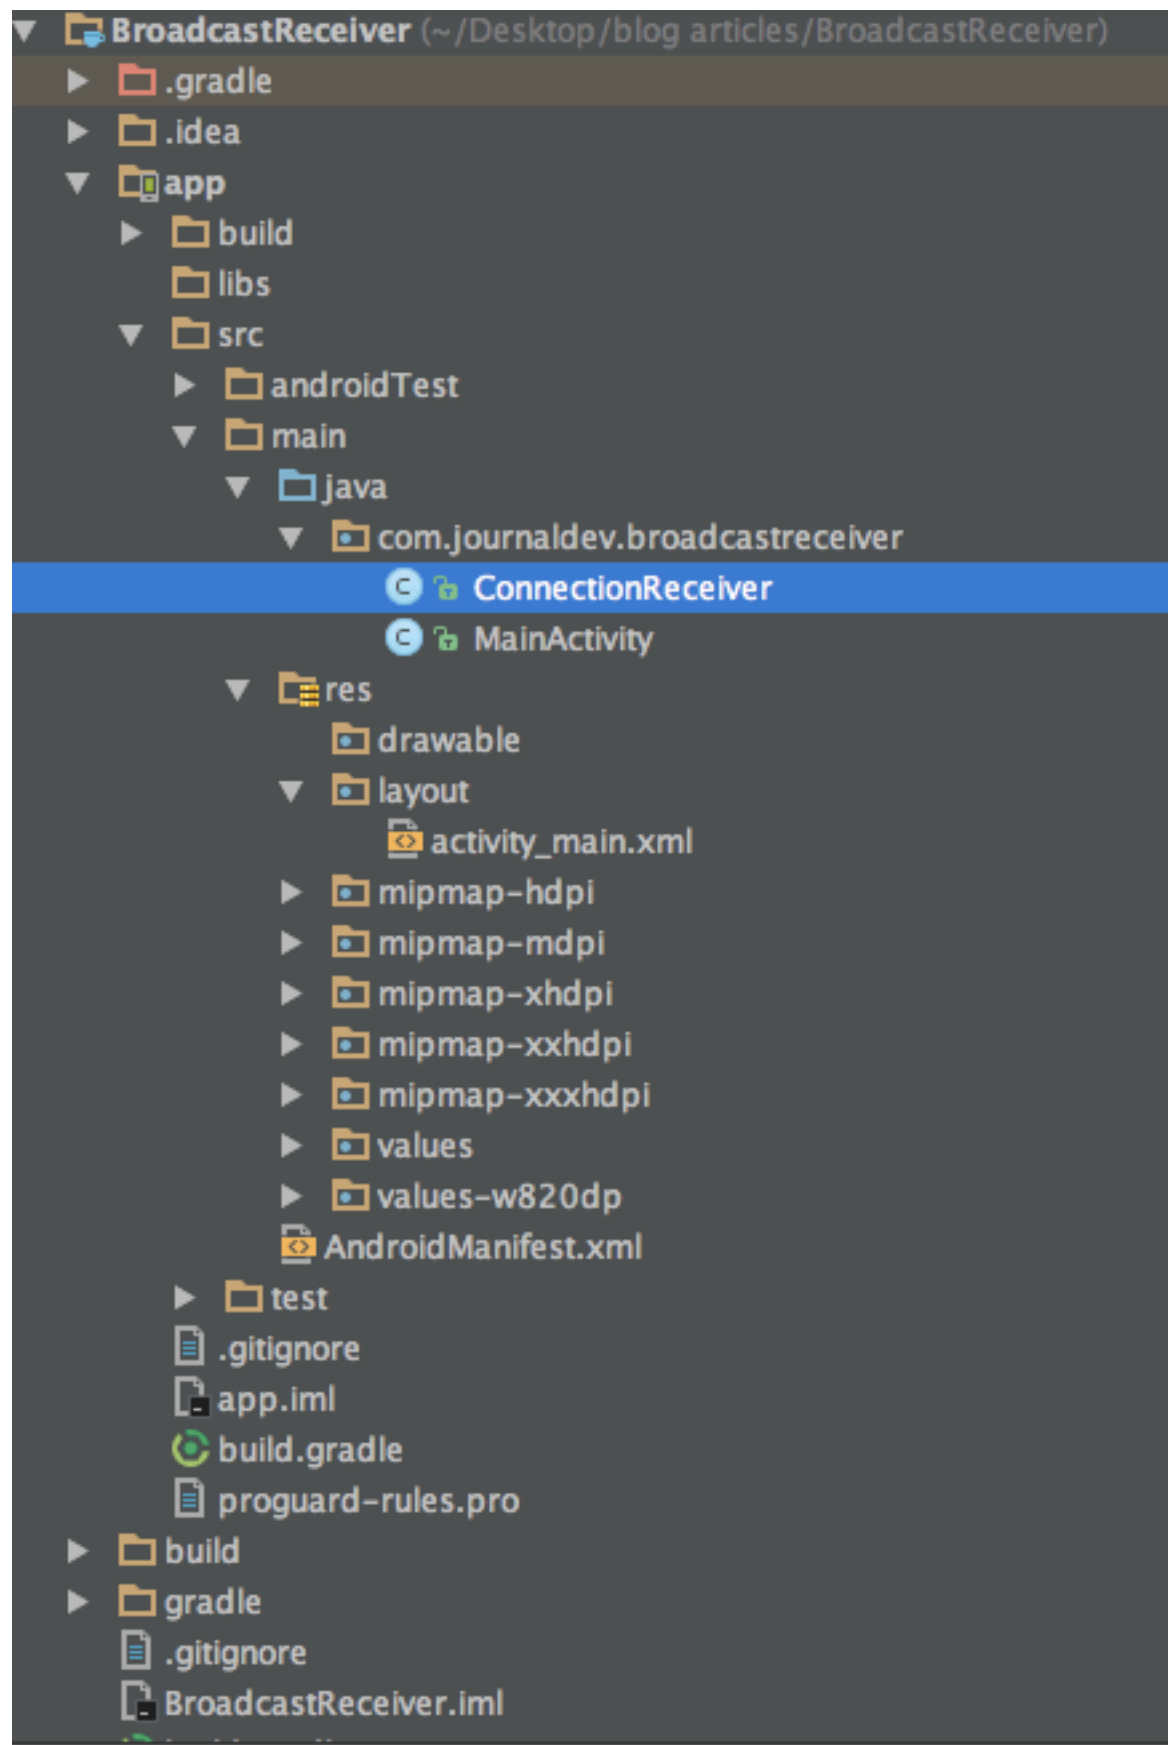 BroadcastReceiver (~/Desktop/blog articles/BroadcastReceiver)
.gradle
.idea
app
build
libs
src
androidTest
main
java
com.journaldev.broadcastreceiver
ConnectionReceiver
MainActivity
res
drawable
layout
activity_main.xml
mipmap-hdpi
mipmap-mdpi
mipmap-xhdpi
mipmap-xxhdpi
mipmap-xxxhdpi
values
values-w820dp
AndroidManifest.xml
test
.gitignore
app.iml
build.gradle
proguard-rules.pro
build
gradle
.gitignore
BroadcastReceiver.iml